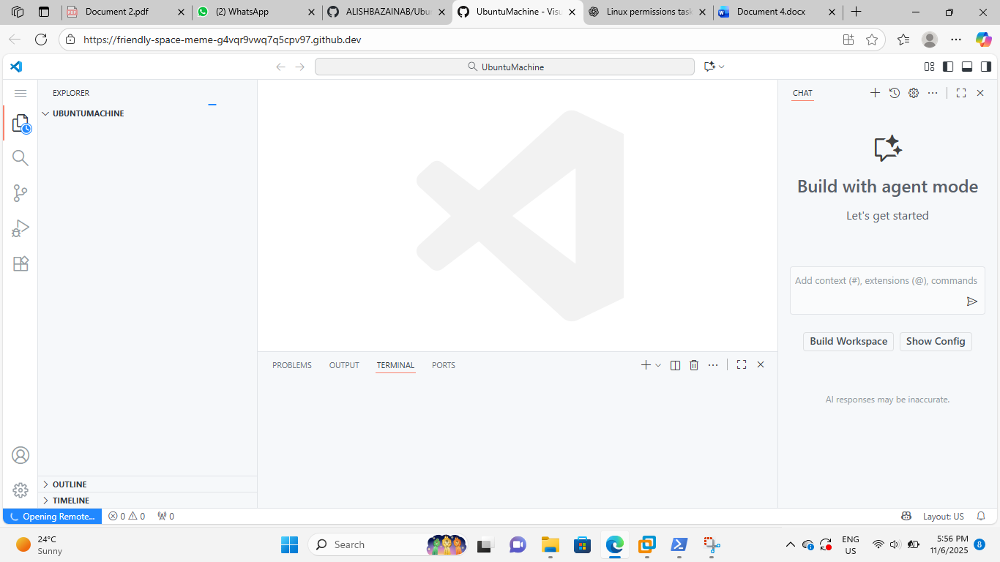 Document 2.pdf
(2) WhatsApp
ALISHBAZAINAB/Ubun
UbuntuMachine - Visu
Linux permissions task
Document 4.docx
https://friendly-space-meme-g4vqr9vwq7q5cpv97.github.dev
UbuntuMachine
EXPLORER
UBUNTUMACHINE
OUTLINE
TIMELINE
PROBLEMS OUTPUT TERMINAL PORTS
CHAT
Build with agent mode
Let's get started
Add context (#), extensions (@), commands
Build Workspace Show Config
AI responses may be inaccurate.
Opening Remote... 0 0 0
Layout: US
24°C
Sunny
Search
ENG
US
5:56 PM
11/6/2025
8